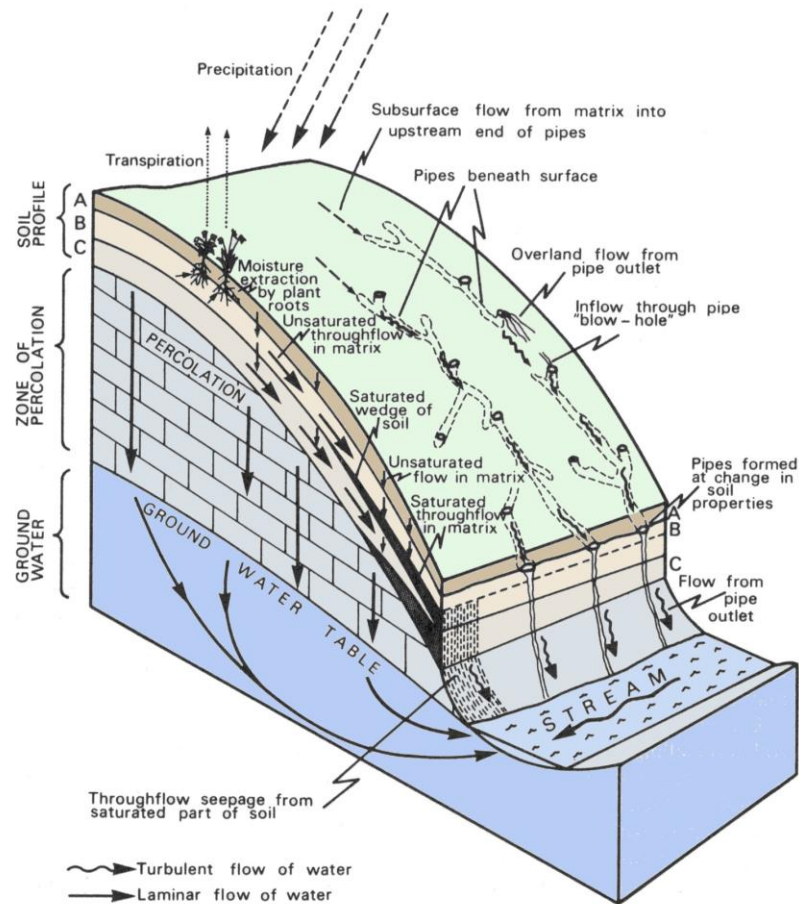 Precipitation
Subsurface flow from matrix into
upstream end of pipes
Transpiration
Pipes beneath surface
SOIL
PROFILE
A
B
C
Overland flow from
pipe outlet
Moisture
extraction
by plant
roots
Inflow through pipe
"blow-hole"
Unsaturated
throughflow
in matrix
ZONE OF
PERCOLATION
PERCOLATION
Saturated
wedge of
soil
Unsaturated
flow in matrix
Pipes formed
at change in
soil
properties
Saturated
throughflow
in matrix
A
B
C
GROUND
WATER
GROUND WATER TABLE
Flow from
pipe
outlet
STREAM
Throughflow seepage from
saturated part of soil
Turbulent flow of water
Laminar flow of water